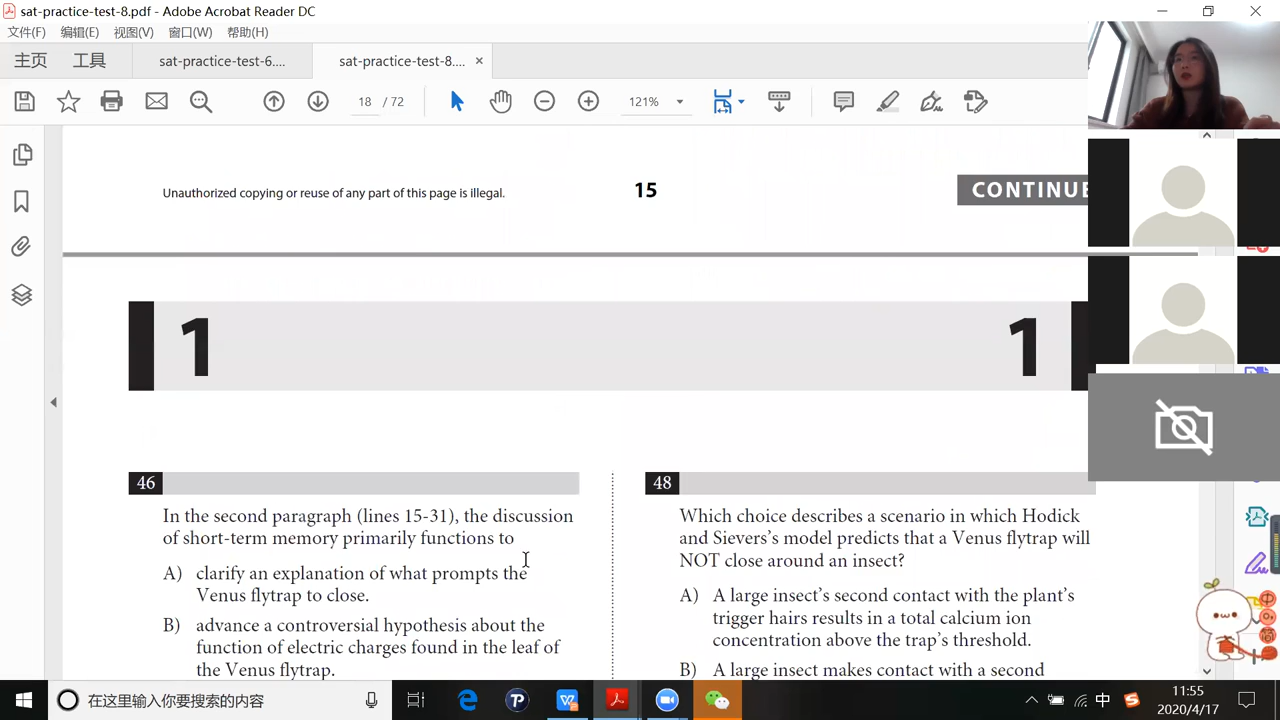 sat-practice-test-8.pdf - Adobe Acrobat Reader DC
文件(F) 编辑(E) 视图(V) 窗口(W) 帮助(H)
主页 工具 sat-practice-test-6.... sat-practice-test-8.... ×
18 / 72 121%
Unauthorized copying or reuse of any part of this page is illegal. 15 CONTINUE
1 1
46
In the second paragraph (lines 15-31), the discussion
of short-term memory primarily functions to
A) clarify an explanation of what prompts the
Venus flytrap to close.
B) advance a controversial hypothesis about the
function of electric charges found in the leaf of
the Venus flytrap.
48
Which choice describes a scenario in which Hodick
and Sievers's model predicts that a Venus flytrap will
NOT close around an insect?
A) A large insect's second contact with the plant's
trigger hairs results in a total calcium ion
concentration above the trap's threshold.
B) A large insect makes contact with a second
中
在这里输入你要搜索的内容
中
11:55
2020/4/17